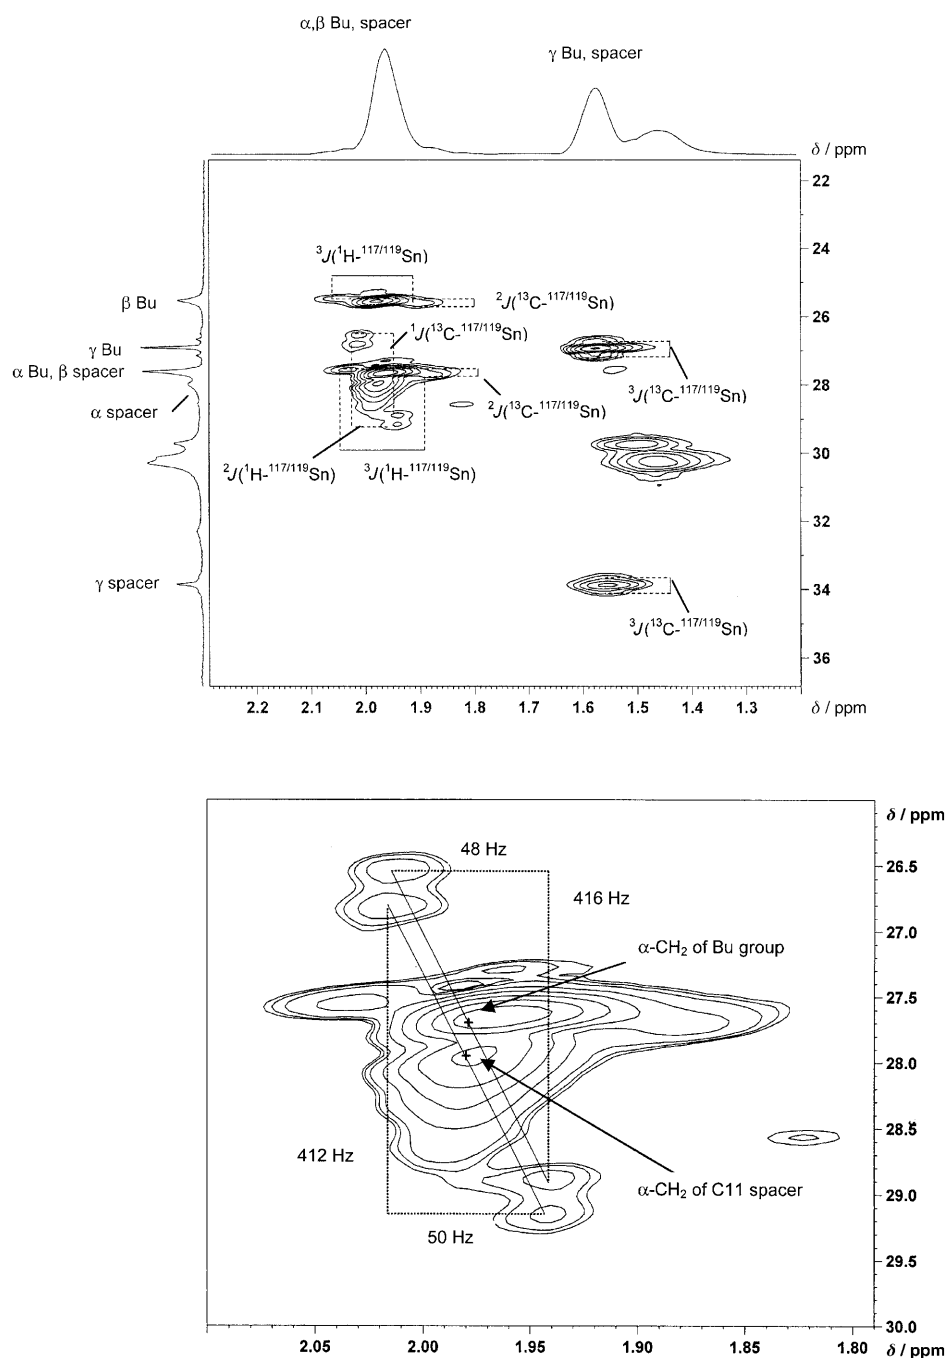 α,β Bu, spacer
γ Bu, spacer
δ / ppm
22
24
³J(¹H-¹¹⁷/¹¹⁹Sn)
β Bu
²J(¹³C-¹¹⁷/¹¹⁹Sn)
26
¹J(¹³C-¹¹⁷/¹¹⁹Sn)
γ Bu
α Bu, β spacer
28
³J(¹³C-¹¹⁷/¹¹⁹Sn)
α spacer
²J(¹³C-¹¹⁷/¹¹⁹Sn)
30
²J(¹H-¹¹⁷/¹¹⁹Sn)
³J(¹H-¹¹⁷/¹¹⁹Sn)
32
γ spacer
34
³J(¹³C-¹¹⁷/¹¹⁹Sn)
36
2.2 2.1 2.0 1.9 1.8 1.7 1.6 1.5 1.4 1.3 δ / ppm
δ / ppm
48 Hz
26.5
416 Hz
27.0
α-CH₂ of Bu group
27.5
28.0
28.5
412 Hz
α-CH₂ of C11 spacer
29.0
50 Hz
29.5
30.0
2.05 2.00 1.95 1.90 1.85 1.80 δ / ppm